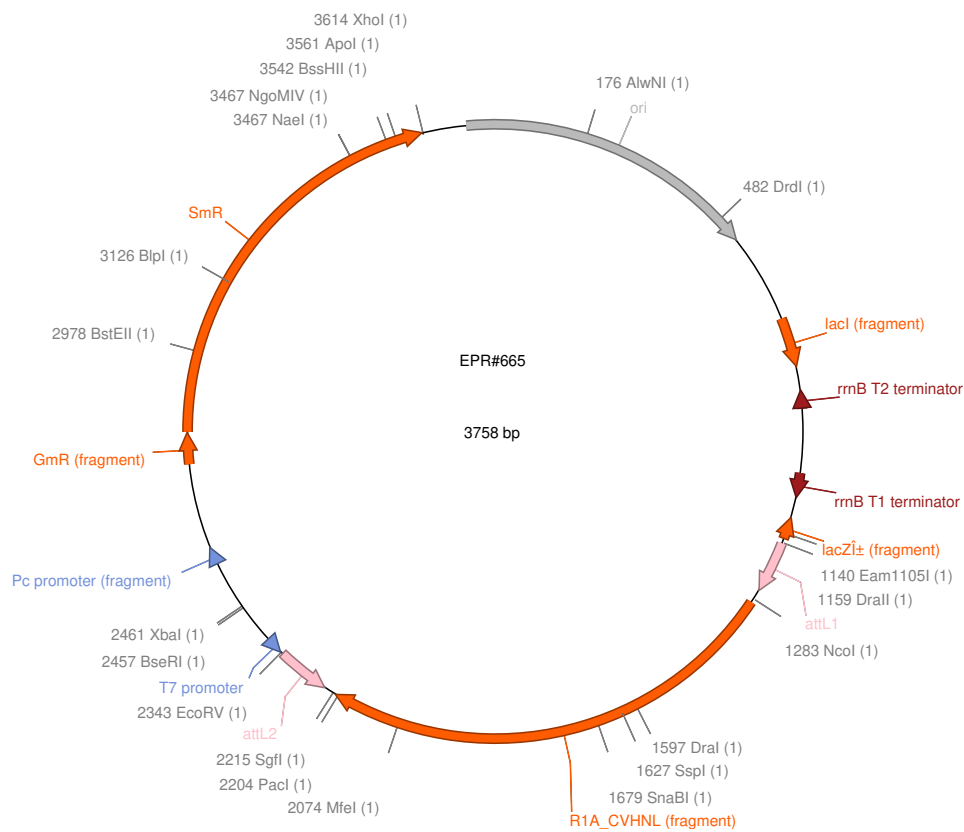 3614 XhoI (1)
3561 ApoI (1)
3542 BssHII (1)
3467 NgoMIV (1)
3467 NaeI (1)
176 AlwNI (1)
ori
482 DrdI (1)
SmR
3126 BlpI (1)
2978 BstEII (1)
lacI (fragment)
EPR#665
rrnB T2 terminator
3758 bp
GmR (fragment)
rrnB T1 terminator
lacZÎ± (fragment)
Pc promoter (fragment)
1140 Eam1105I (1)
1159 DraII (1)
attL1
2461 XbaI (1)
1283 NcoI (1)
2457 BseRI (1)
T7 promoter
2343 EcoRV (1)
attL2
1597 DraI (1)
2215 SgfI (1)
1627 SspI (1)
2204 PacI (1)
1679 SnaBI (1)
2074 MfeI (1)
R1A_CVHNL (fragment)